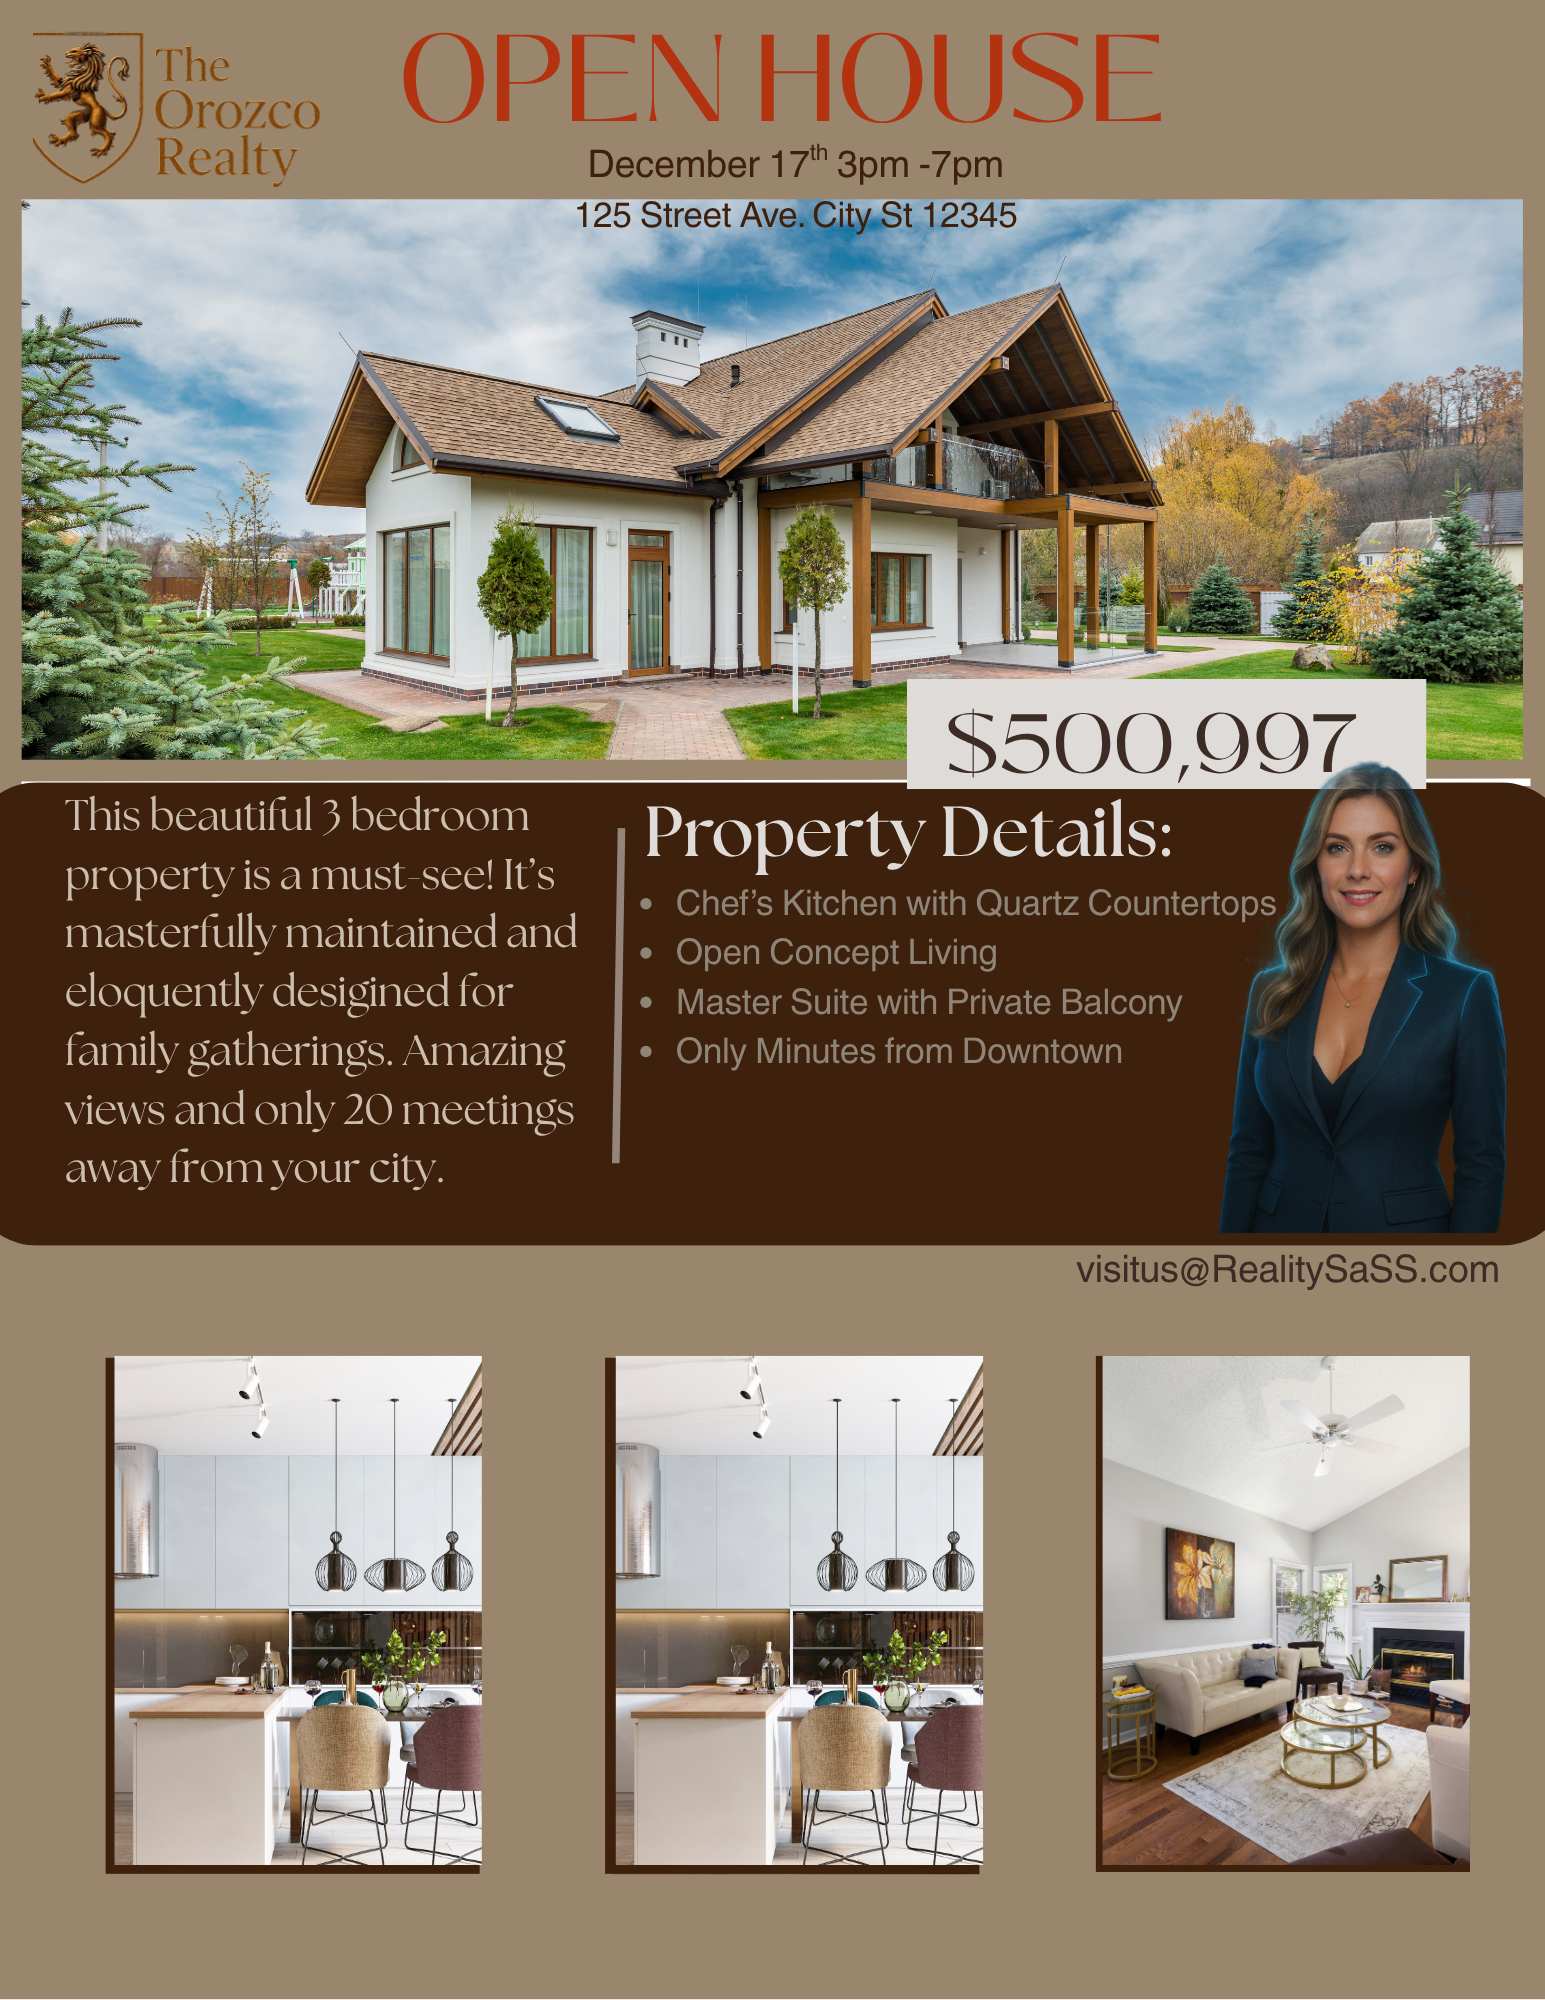 The
Orozco
Realty
OPEN HOUSE
December 17th 3pm -7pm
125 Street Ave. City St 12345
$500,997
This beautiful 3 bedroom
property is a must-see! It’s
masterfully maintained and
eloquently desigined for
family gatherings. Amazing
views and only 20 meetings
away from your city.
Property Details:
• Chef’s Kitchen with Quartz Countertops
• Open Concept Living
• Master Suite with Private Balcony
• Only Minutes from Downtown
visitus@RealitySaSS.com